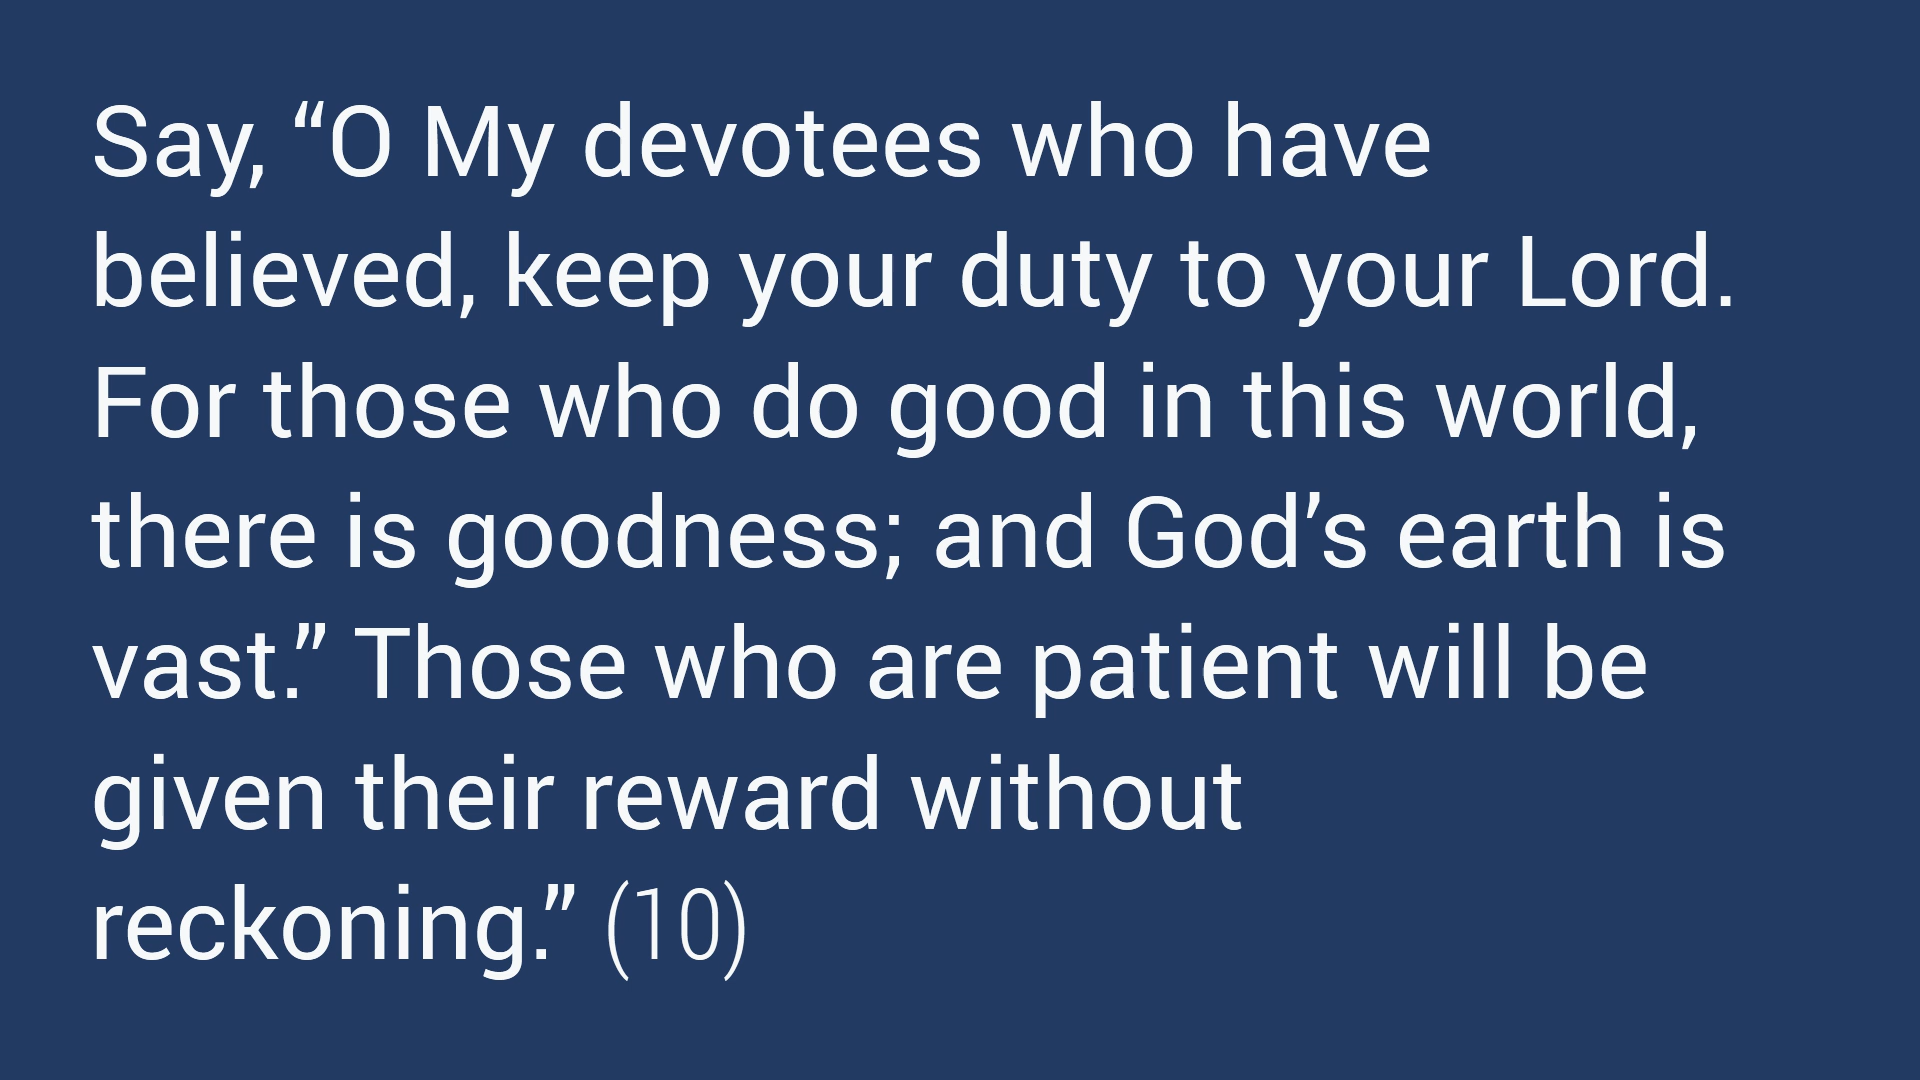 Say, “O My devotees who have
believed, keep your duty to your Lord.
For those who do good in this world,
there is goodness; and God’s earth is
vast.” Those who are patient will be
given their reward without
reckoning.” (10)